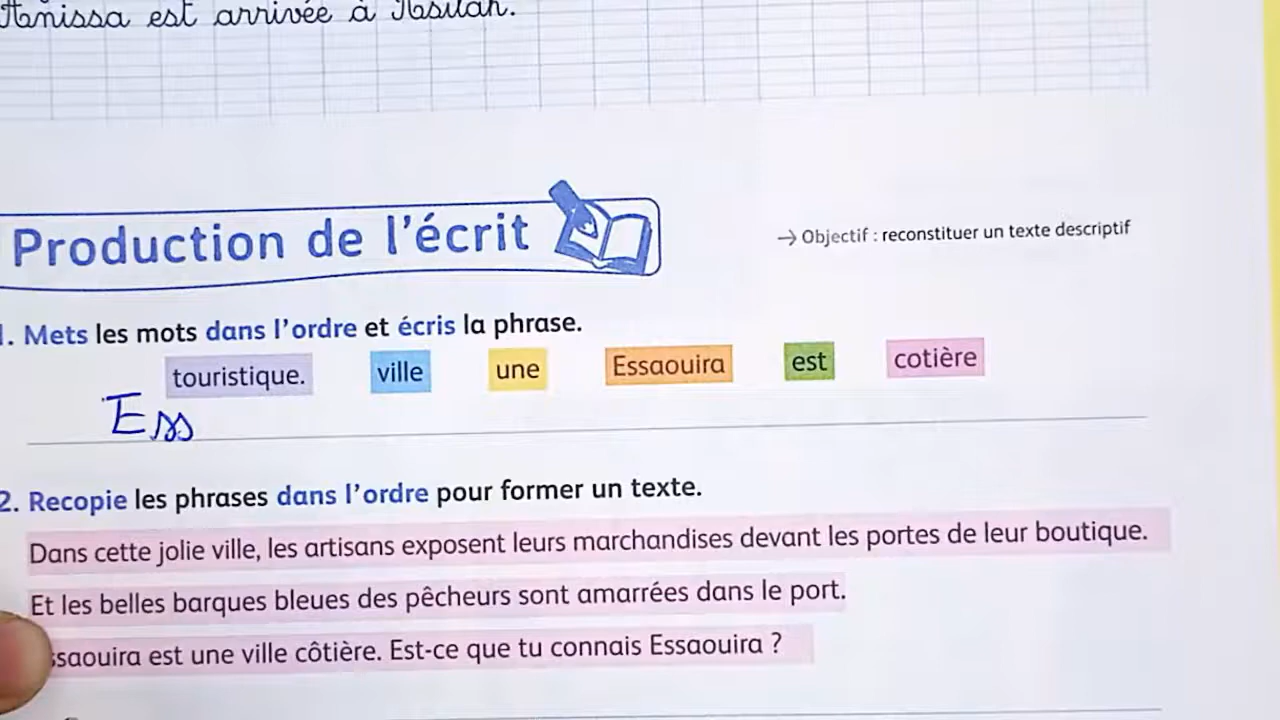 Anissa est arrivée à Asilah.
Production de l'écrit
→ Objectif : reconstituer un texte descriptif
1. Mets les mots dans l'ordre et écris la phrase.
touristique. ville une Essaouira est cotière
Ess
2. Recopie les phrases dans l'ordre pour former un texte.
Dans cette jolie ville, les artisans exposent leurs marchandises devant les portes de leur boutique.
Et les belles barques bleues des pêcheurs sont amarrées dans le port.
ssaouira est une ville côtière. Est-ce que tu connais Essaouira ?